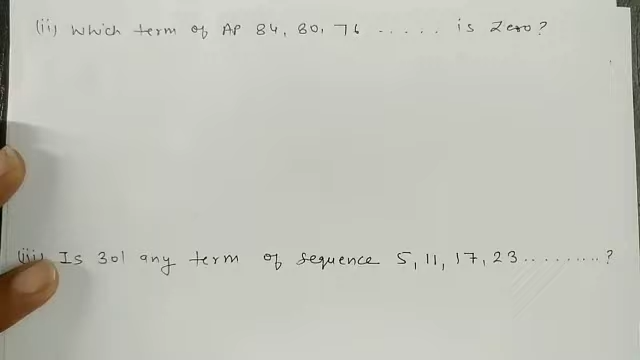 (ii) Which term of AP 84, 80, 76 ..... is zero?
(iii) Is 301 any term of sequence 5, 11, 17, 23.........?